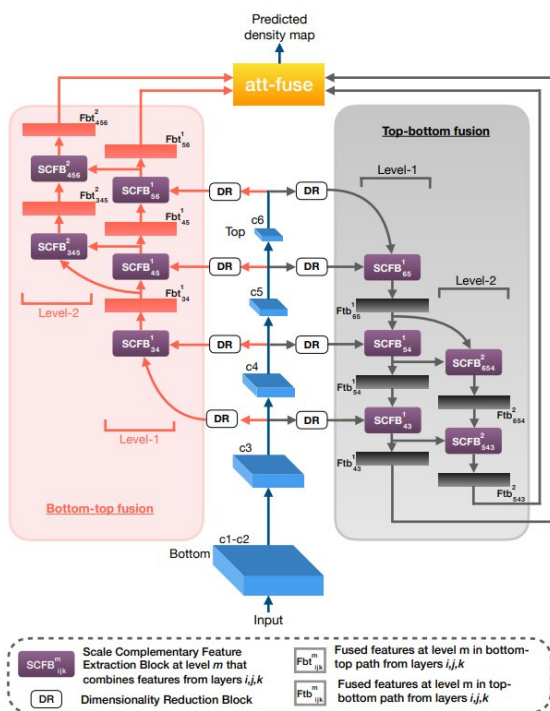 Predicted
density map
att-fuse
Fbt²₄₅₆
Fbt¹₅₆
SCFB²₄₅₆
SCFB¹₅₆
Fbt²₃₄₅
Fbt¹₄₅
SCFB²₃₄₅
SCFB¹₄₅
Fbt¹₃₄
Level-2
SCFB¹₃₄
Level-1
Bottom-top fusion
DR
DR
DR
DR
DR
DR
DR
DR
c6
Top
c5
c4
c3
c1-c2
Bottom
Input
Top-bottom fusion
Level-1
SCFB¹₆₅
Level-2
Ftb¹₆₅
SCFB¹₅₄
SCFB²₆₅₄
Ftb¹₅₄
Ftb²₆₅₄
SCFB¹₄₃
SCFB²₅₄₃
Ftb¹₄₃
Ftb²₅₄₃
SCFBᵐᵢⱼₖ
Scale Complementary Feature
Extraction Block at level m that
combines features from layers i,j,k
DR
Dimensionality Reduction Block
Fbtᵐᵢⱼₖ
Fused features at level m in bottom-
top path from layers i,j,k
Ftbᵐᵢⱼₖ
Fused features at level m in top-
bottom path from layers i,j,k